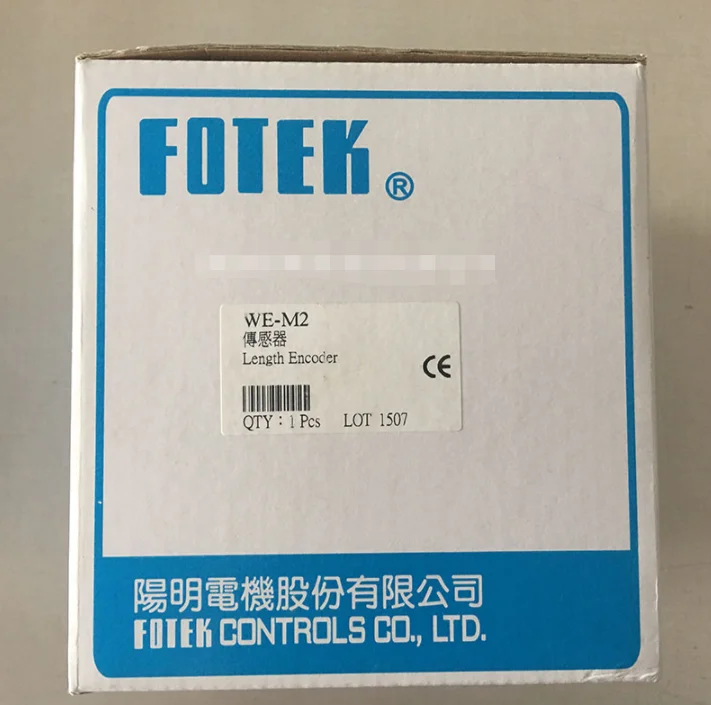 FOTEK ®
WE-M2
傳感器
Length Encoder
CE
QTY : 1 Pcs LOT 1507
陽明電機股份有限公司
FOTEK CONTROLS CO., LTD.